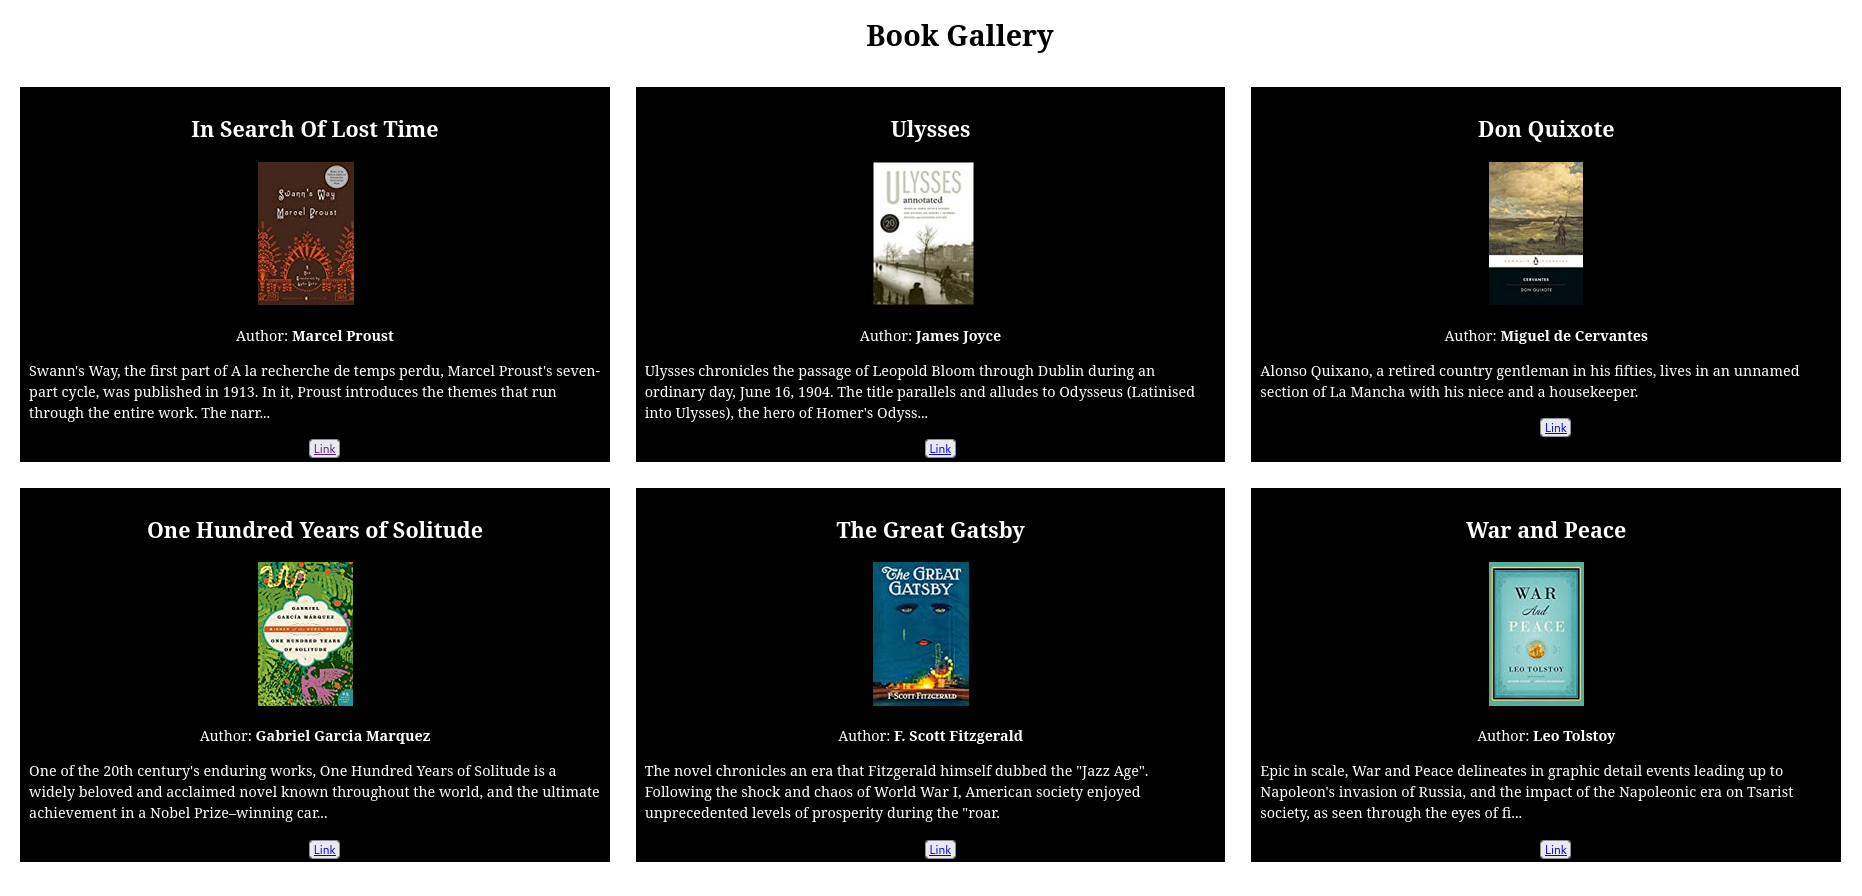 Book Gallery
In Search Of Lost Time
Swann's Way
Marcel Proust
Author: Marcel Proust
Swann's Way, the first part of A la recherche de temps perdu, Marcel Proust's seven-
part cycle, was published in 1913. In it, Proust introduces the themes that run
through the entire work. The narr...
Link
Ulysses
ULYSSES
annotated
Author: James Joyce
Ulysses chronicles the passage of Leopold Bloom through Dublin during an
ordinary day, June 16, 1904. The title parallels and alludes to Odysseus (Latinised
into Ulysses), the hero of Homer's Odyss...
Link
Don Quixote
CERVANTES
DON QUIXOTE
Author: Miguel de Cervantes
Alonso Quixano, a retired country gentleman in his fifties, lives in an unnamed
section of La Mancha with his niece and a housekeeper.
Link
One Hundred Years of Solitude
GABRIEL
GARCÍA MÁRQUEZ
WINNER of the NOBEL PRIZE
ONE HUNDRED YEARS
OF SOLITUDE
Author: Gabriel Garcia Marquez
One of the 20th century's enduring works, One Hundred Years of Solitude is a
widely beloved and acclaimed novel known throughout the world, and the ultimate
achievement in a Nobel Prize–winning car...
Link
The Great Gatsby
The GREAT
GATSBY
F·SCOTT·FITZGERALD
Author: F. Scott Fitzgerald
The novel chronicles an era that Fitzgerald himself dubbed the "Jazz Age".
Following the shock and chaos of World War I, American society enjoyed
unprecedented levels of prosperity during the "roar.
Link
War and Peace
WAR
And
PEACE
LEO TOLSTOY
Author: Leo Tolstoy
Epic in scale, War and Peace delineates in graphic detail events leading up to
Napoleon's invasion of Russia, and the impact of the Napoleonic era on Tsarist
society, as seen through the eyes of fi...
Link